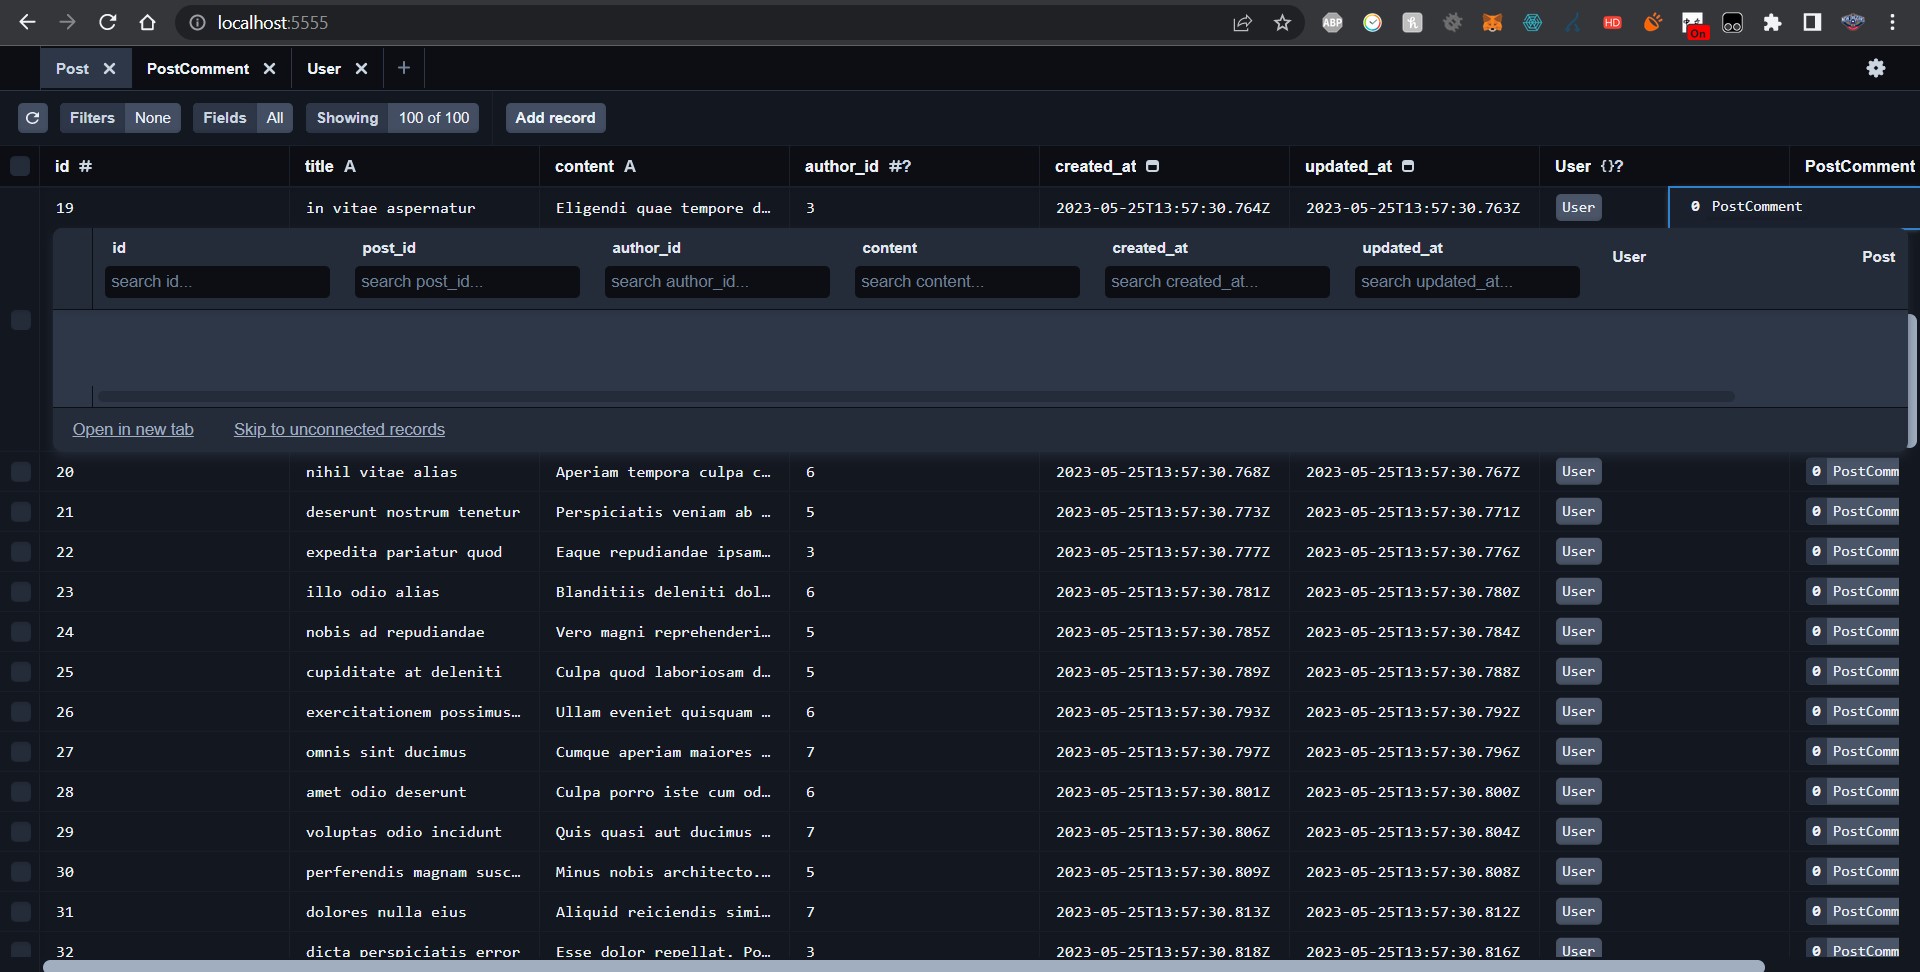 localhost:5555
ABP HD On
Post PostComment User
Filters None Fields All Showing 100 of 100 Add record
id # title A content A author_id #? created_at updated_at User {}? PostComment
19 in vitae aspernatur Eligendi quae tempore d… 3 2023-05-25T13:57:30.764Z 2023-05-25T13:57:30.763Z User 0 PostComment
id post_id author_id content created_at updated_at User Post
search id... search post_id... search author_id... search content... search created_at... search updated_at...
Open in new tab Skip to unconnected records
20 nihil vitae alias Aperiam tempora culpa c… 6 2023-05-25T13:57:30.768Z 2023-05-25T13:57:30.767Z User 0 PostComm
21 deserunt nostrum tenetur Perspiciatis veniam ab … 5 2023-05-25T13:57:30.773Z 2023-05-25T13:57:30.771Z User 0 PostComm
22 expedita pariatur quod Eaque repudiandae ipsam… 3 2023-05-25T13:57:30.777Z 2023-05-25T13:57:30.776Z User 0 PostComm
23 illo odio alias Blanditiis deleniti dol… 6 2023-05-25T13:57:30.781Z 2023-05-25T13:57:30.780Z User 0 PostComm
24 nobis ad repudiandae Vero magni reprehenderi… 5 2023-05-25T13:57:30.785Z 2023-05-25T13:57:30.784Z User 0 PostComm
25 cupiditate at deleniti Culpa quod laboriosam d… 5 2023-05-25T13:57:30.789Z 2023-05-25T13:57:30.788Z User 0 PostComm
26 exercitationem possimus… Ullam eveniet quisquam … 6 2023-05-25T13:57:30.793Z 2023-05-25T13:57:30.792Z User 0 PostComm
27 omnis sint ducimus Cumque aperiam maiores … 7 2023-05-25T13:57:30.797Z 2023-05-25T13:57:30.796Z User 0 PostComm
28 amet odio deserunt Culpa porro iste cum od… 6 2023-05-25T13:57:30.801Z 2023-05-25T13:57:30.800Z User 0 PostComm
29 voluptas odio incidunt Quis quasi aut ducimus … 7 2023-05-25T13:57:30.806Z 2023-05-25T13:57:30.804Z User 0 PostComm
30 perferendis magnam susc… Minus nobis architecto.… 5 2023-05-25T13:57:30.809Z 2023-05-25T13:57:30.808Z User 0 PostComm
31 dolores nulla eius Aliquid reiciendis simi… 7 2023-05-25T13:57:30.813Z 2023-05-25T13:57:30.812Z User 0 PostComm
32 dicta perspiciatis error Esse dolor repellat. Po… 3 2023-05-25T13:57:30.818Z 2023-05-25T13:57:30.816Z User 0 PostComm